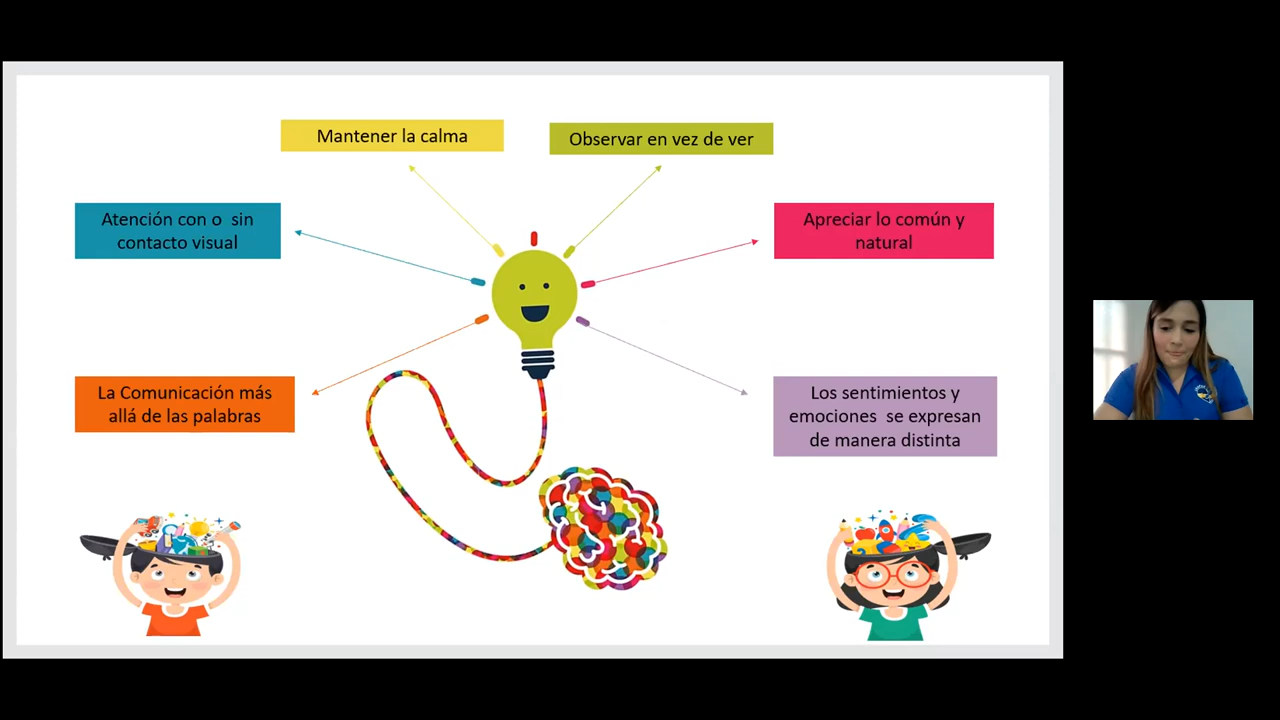 Mantener la calma
Observar en vez de ver
Atención con o  sin
contacto visual
Apreciar lo común y
natural
La Comunicación más
allá de las palabras
Los sentimientos y
emociones  se expresan
de manera distinta